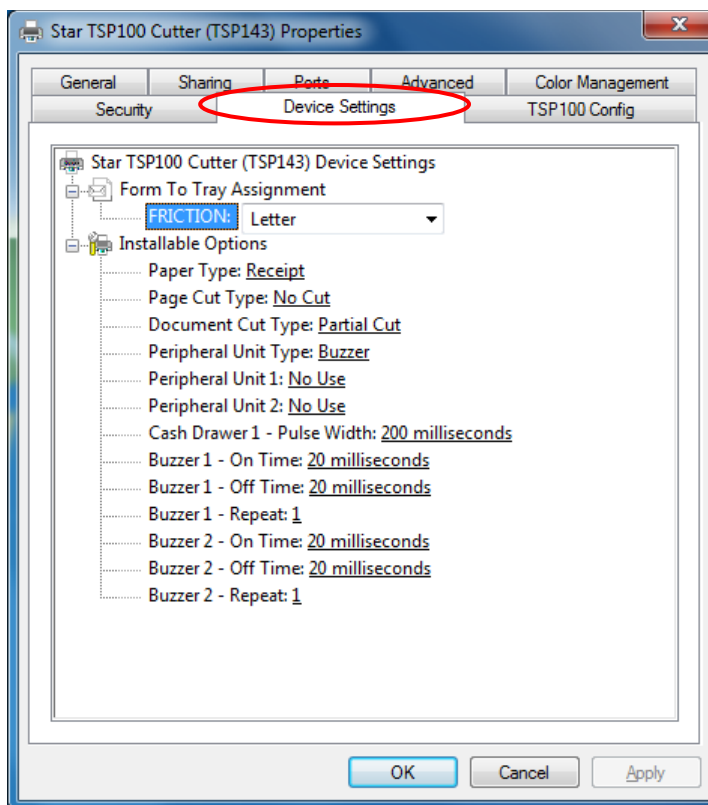 Star TSP100 Cutter (TSP143) Properties
General Sharing Ports Advanced Color Management
Security Device Settings TSP100 Config
Star TSP100 Cutter (TSP143) Device Settings
Form To Tray Assignment
FRICTION: Letter
Installable Options
Paper Type: Receipt
Page Cut Type: No Cut
Document Cut Type: Partial Cut
Peripheral Unit Type: Buzzer
Peripheral Unit 1: No Use
Peripheral Unit 2: No Use
Cash Drawer 1 - Pulse Width: 200 milliseconds
Buzzer 1 - On Time: 20 milliseconds
Buzzer 1 - Off Time: 20 milliseconds
Buzzer 1 - Repeat: 1
Buzzer 2 - On Time: 20 milliseconds
Buzzer 2 - Off Time: 20 milliseconds
Buzzer 2 - Repeat: 1
OK Cancel Apply